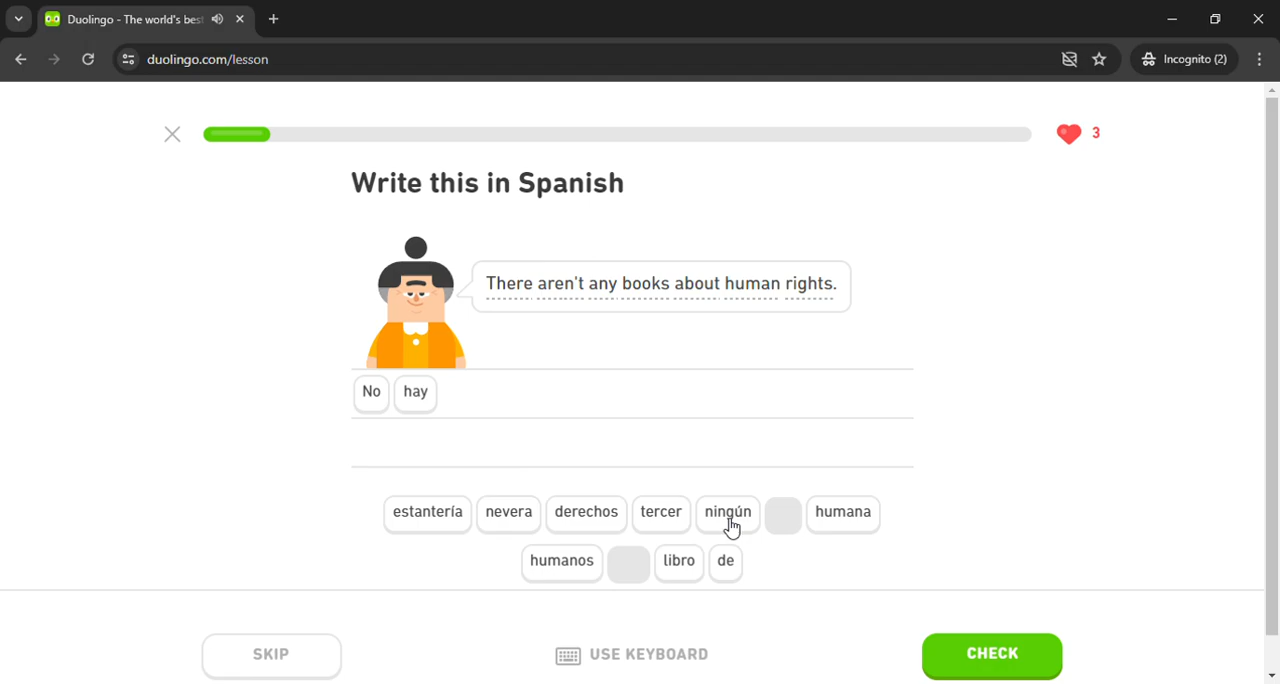 Duolingo - The world's bes
duolingo.com/lesson
Incognito (2)
3
Write this in Spanish
There aren't any books about human rights.
No hay
estantería nevera derechos tercer ningún humana
humanos libro de
SKIP USE KEYBOARD CHECK